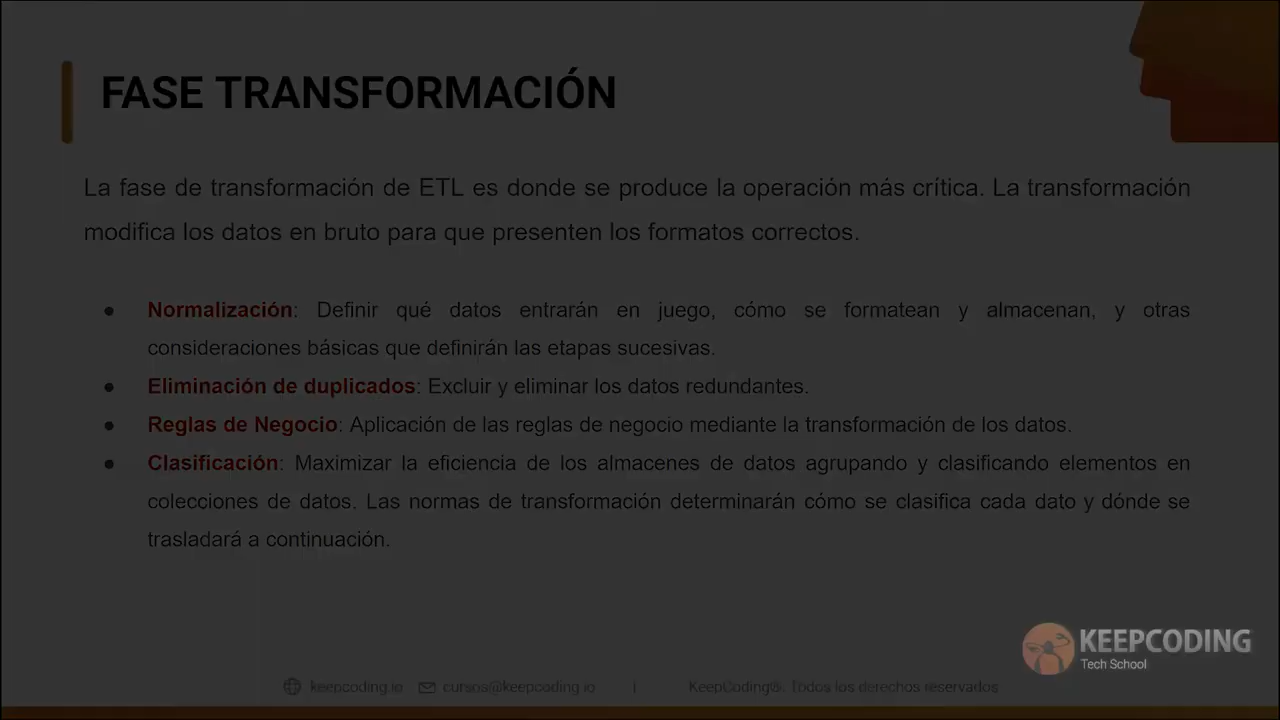 FASE TRANSFORMACIÓN
La fase de transformación de ETL es donde se produce la operación más crítica. La transformación
modifica los datos en bruto para que presenten los formatos correctos.
● Normalización: Definir qué datos entrarán en juego, cómo se formatean y almacenan, y otras
consideraciones básicas que definirán las etapas sucesivas.
● Eliminación de duplicados: Excluir y eliminar los datos redundantes.
● Reglas de Negocio: Aplicación de las reglas de negocio mediante la transformación de los datos.
● Clasificación: Maximizar la eficiencia de los almacenes de datos agrupando y clasificando elementos en
colecciones de datos. Las normas de transformación determinarán cómo se clasifica cada dato y dónde se
trasladará a continuación.
KEEPCODING
Tech School
keepcoding.io cursos@keepcoding.io | KeepCoding®. Todos los derechos reservados